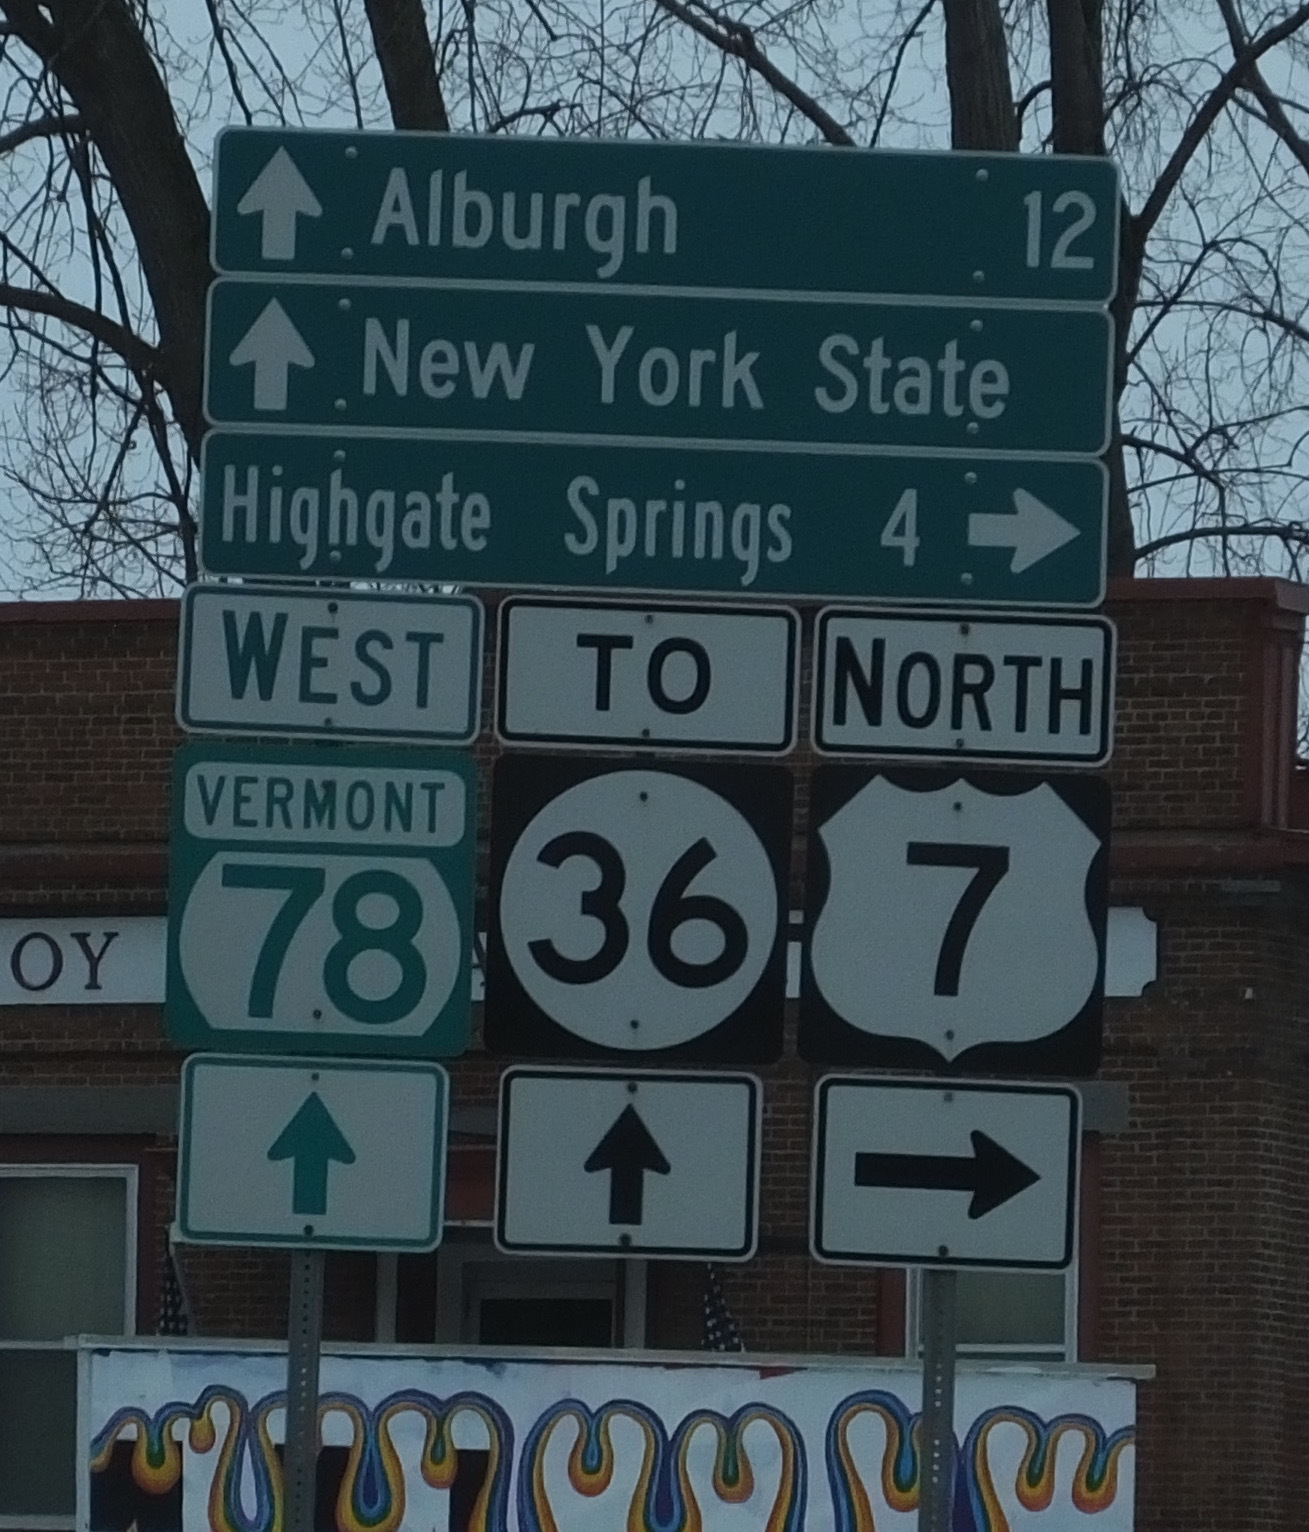 Alburgh 12
New York State
Highgate Springs 4
WEST TO NORTH
VERMONT
78 36 7
OY